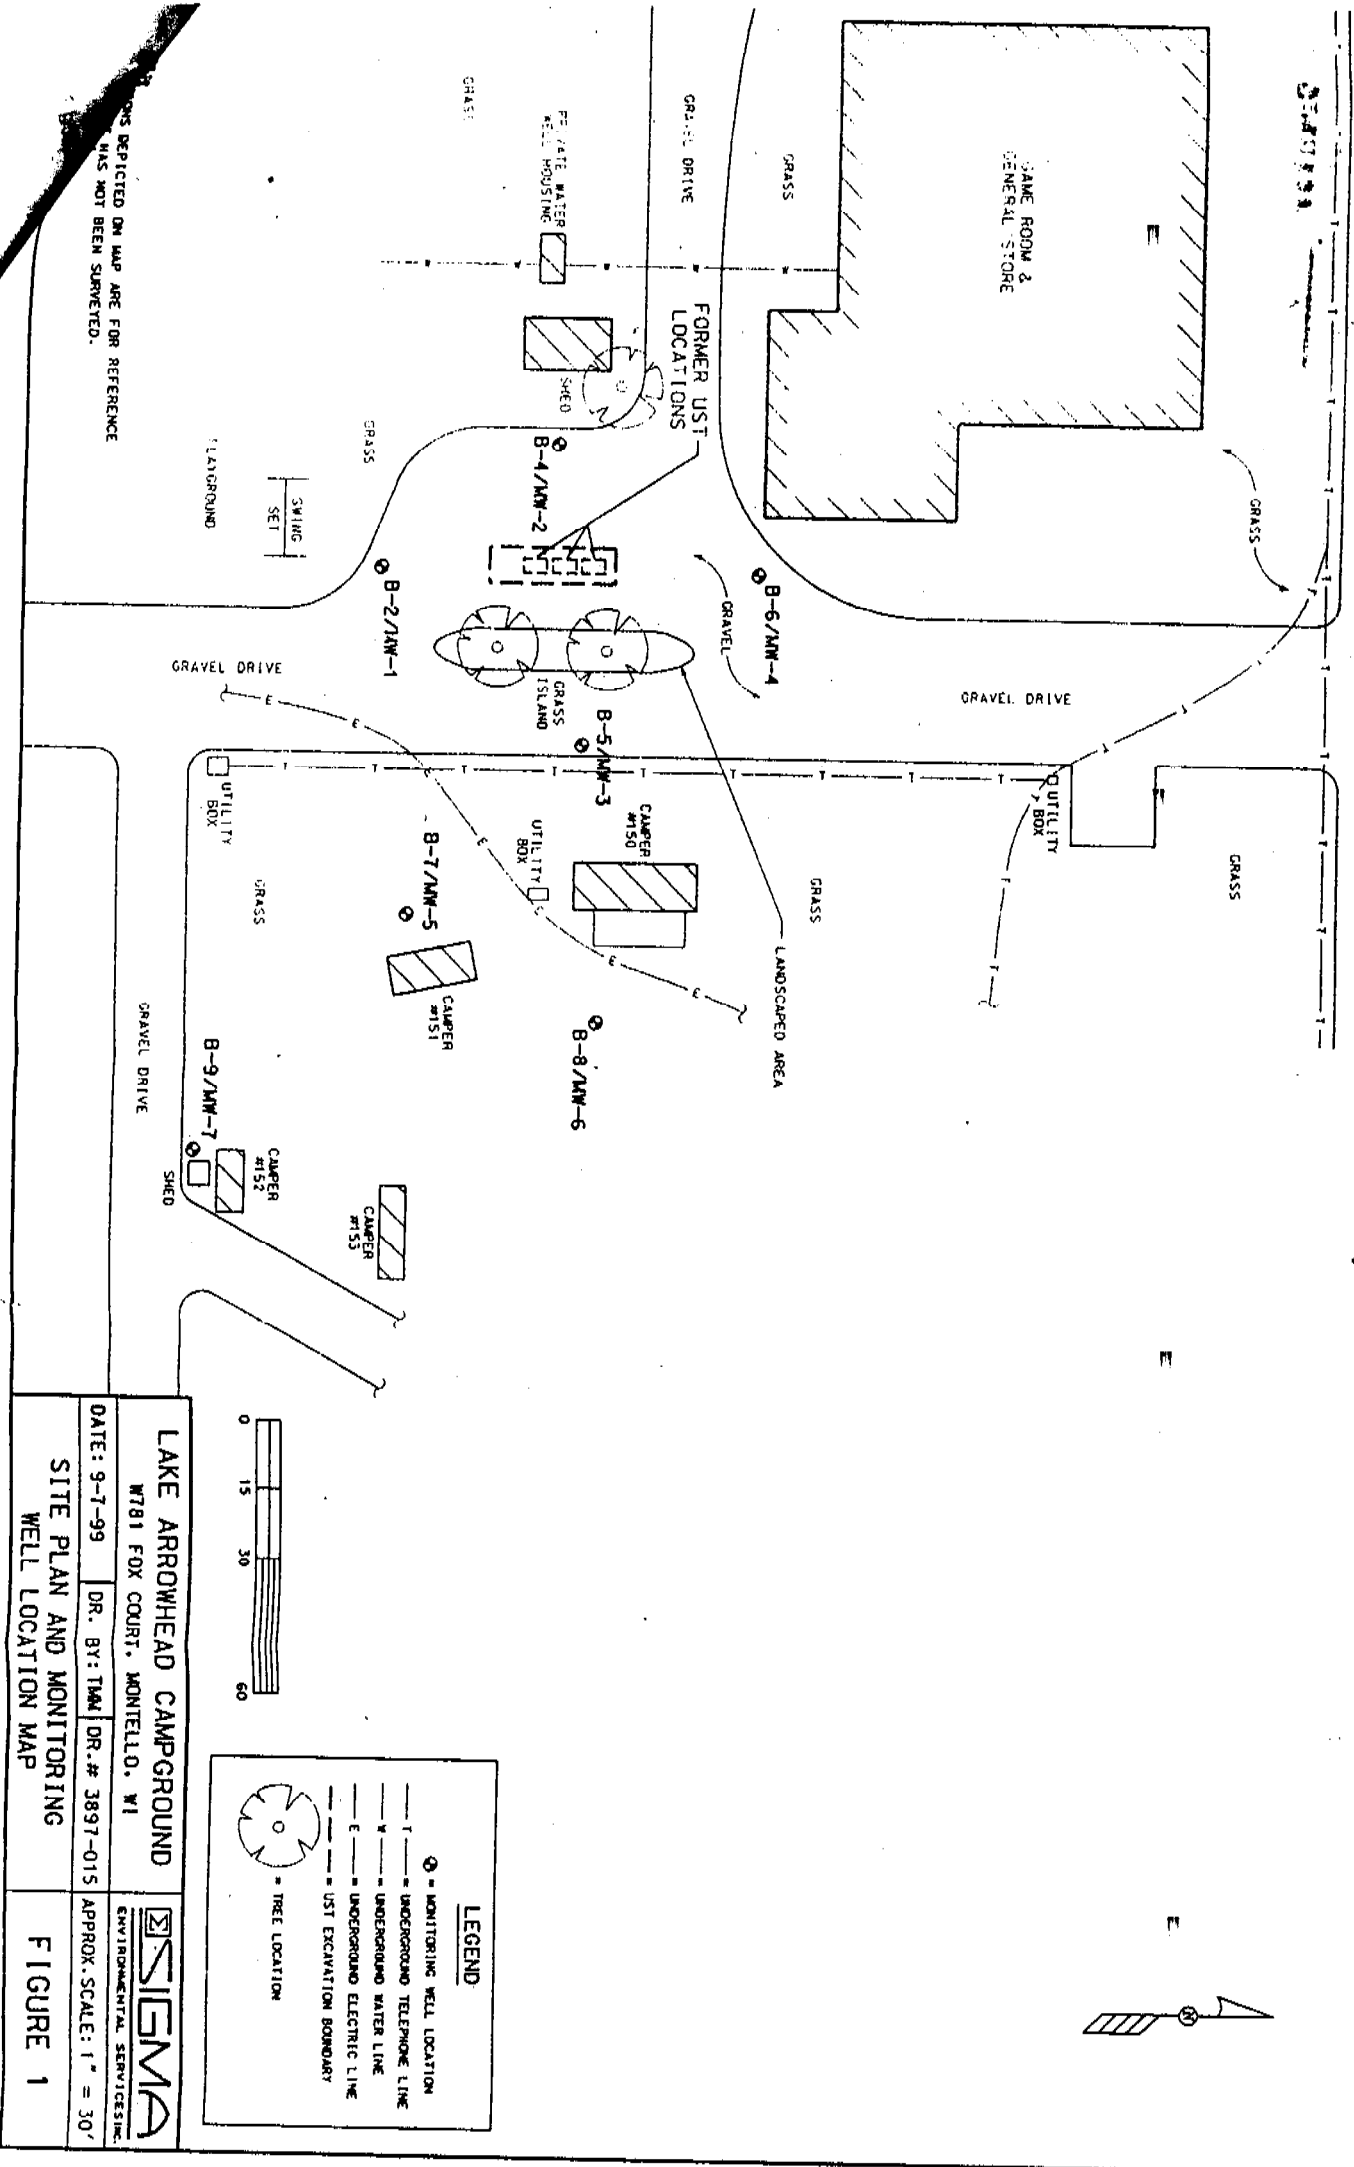 GAME ROOM &
GENERAL STORE
GRASS
GRAVEL DRIVE
GRASS
PRIVATE WATER
WELL HOUSING
GRASS
FORMER UST
LOCATIONS
SHED
GRASS
B-4/MW-2
GRASS
SWING
SET
PLAYGROUND
B-6/MW-4
GRAVEL
B-2/MW-1
GRAVEL DRIVE
GRAVEL DRIVE
GRASS
ISLAND
B-5/MW-3
UTILITY
BOX
UTILITY
BOX
CAMPER
#150
UTILITY
BOX
B-7/MW-5
GRASS
GRASS
GRASS
LANDSCAPED AREA
CAMPER
#151
B-8/MW-6
GRAVEL DRIVE
B-9/MW-7
CAMPER
#152
SHED
CAMPER
#153
DEPICTED ON MAP ARE FOR REFERENCE
HAS NOT BEEN SURVEYED.
0 15 30 60
LEGEND
= MONITORING WELL LOCATION
T = UNDERGROUND TELEPHONE LINE
W = UNDERGROUND WATER LINE
E = UNDERGROUND ELECTRIC LINE
= UST EXCAVATION BOUNDARY
= TREE LOCATION
N
LAKE ARROWHEAD CAMPGROUND
W781 FOX COURT, MONTELLO, WI
SIGMA
ENVIRONMENTAL SERVICES INC.
DATE: 9-7-99 DR. BY: TMM DR.# 3897-015 APPROX. SCALE: 1" = 30'
SITE PLAN AND MONITORING
WELL LOCATION MAP
FIGURE 1